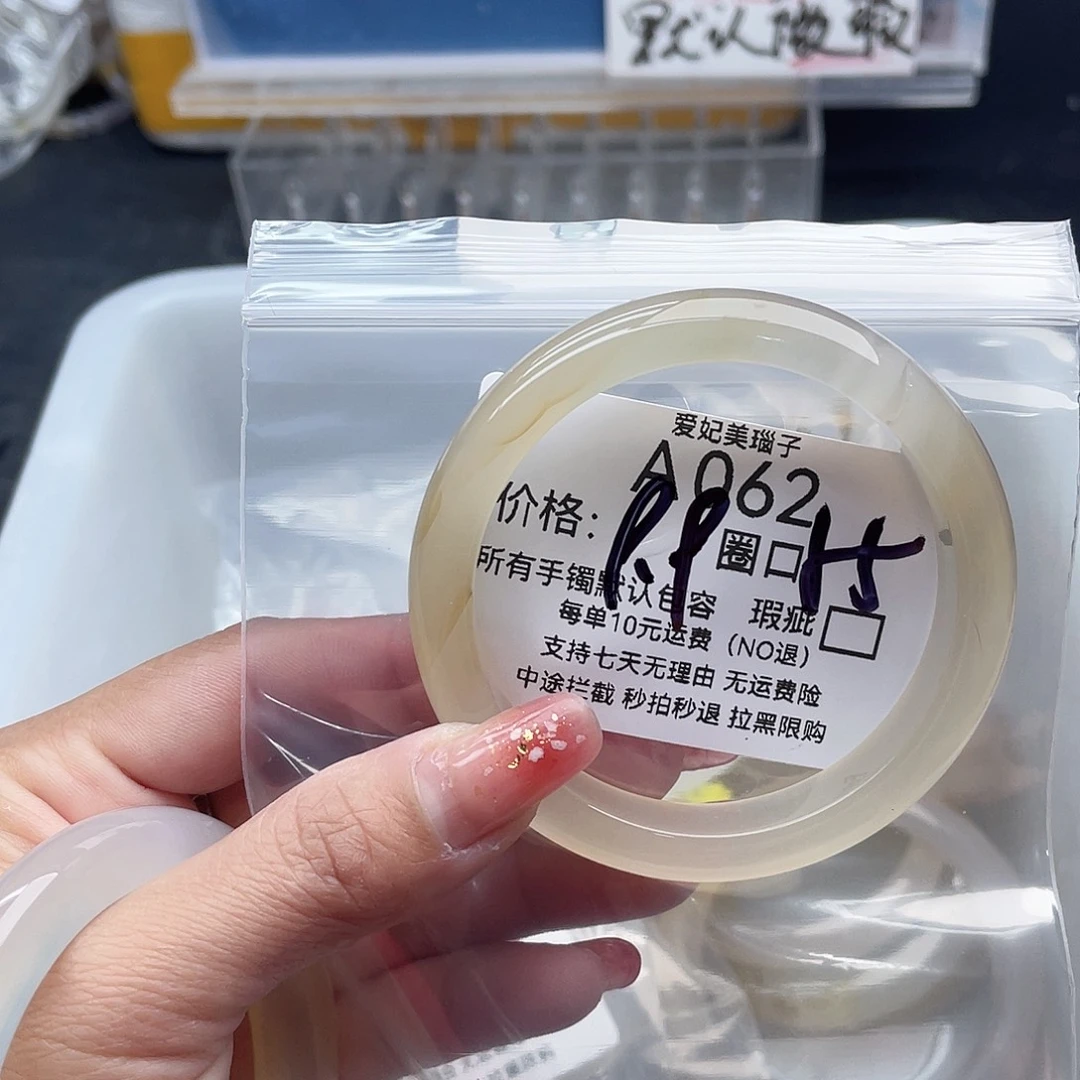 默认微瑕
爱妃美瑙子
A062
价格:
圈口
所有手镯默认包容 瑕疵
每单10元运费 (NO退)
支持七天无理由 无运费险
中途拦截 秒拍秒退 拉黑限购